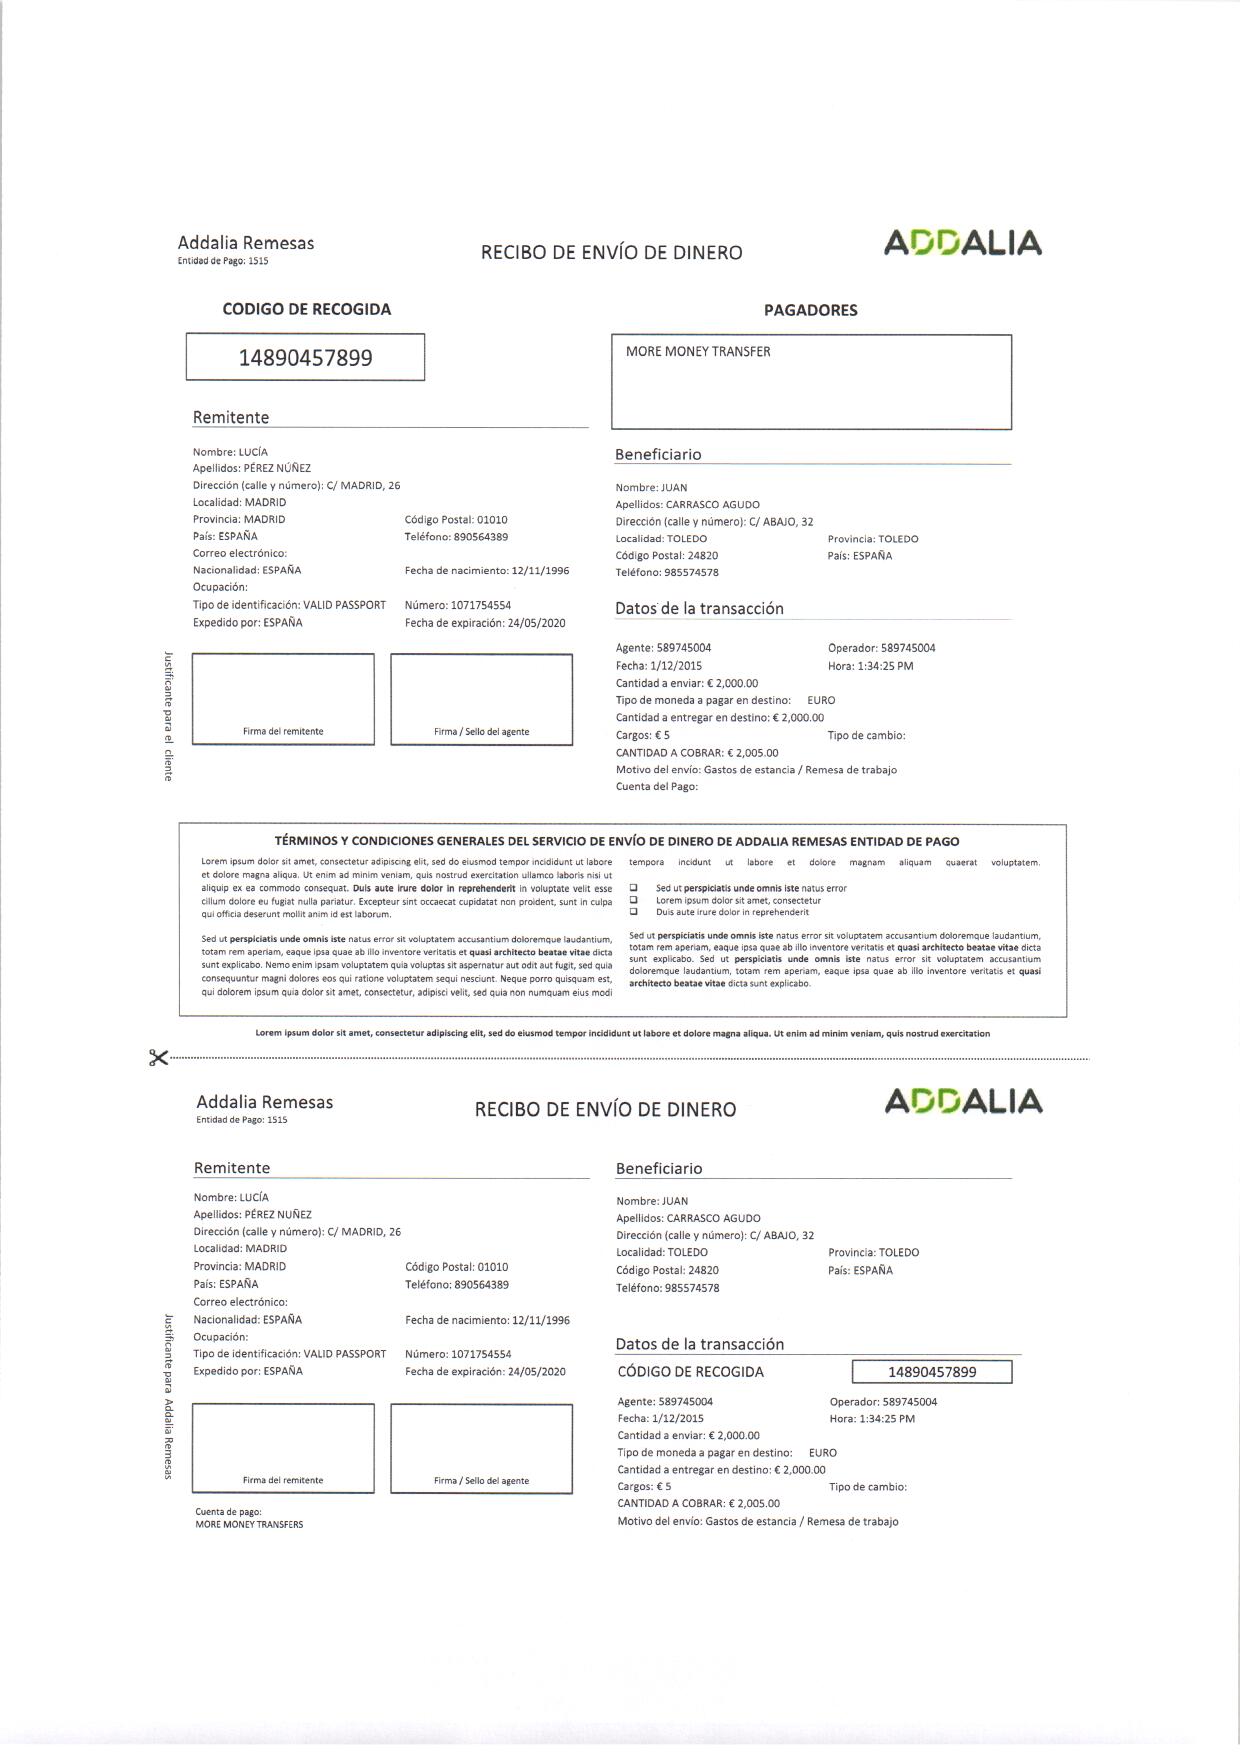 Addalia Remesas
Entidad de Pago: 1515
RECIBO DE ENVÍO DE DINERO
ADDALIA
CODIGO DE RECOGIDA
14890457899
PAGADORES
MORE MONEY TRANSFER
Remitente
Nombre: LUCÍA
Apellidos: PÉREZ NÚÑEZ
Dirección (calle y número): C/ MADRID, 26
Localidad: MADRID
Provincia: MADRID Código Postal: 01010
País: ESPAÑA Teléfono: 890564389
Correo electrónico:
Nacionalidad: ESPAÑA Fecha de nacimiento: 12/11/1996
Ocupación:
Tipo de identificación: VALID PASSPORT Número: 1071754554
Expedido por: ESPAÑA Fecha de expiración: 24/05/2020
Firma del remitente
Firma / Sello del agente
Justificante para el cliente
Beneficiario
Nombre: JUAN
Apellidos: CARRASCO AGUDO
Dirección (calle y número): C/ ABAJO, 32
Localidad: TOLEDO Provincia: TOLEDO
Código Postal: 24820 País: ESPAÑA
Teléfono: 985574578
Datos de la transacción
Agente: 589745004 Operador: 589745004
Fecha: 1/12/2015 Hora: 1:34:25 PM
Cantidad a enviar: € 2,000.00
Tipo de moneda a pagar en destino: EURO
Cantidad a entregar en destino: € 2,000.00
Cargos: € 5 Tipo de cambio:
CANTIDAD A COBRAR: € 2,005.00
Motivo del envío: Gastos de estancia / Remesa de trabajo
Cuenta del Pago:
TÉRMINOS Y CONDICIONES GENERALES DEL SERVICIO DE ENVÍO DE DINERO DE ADDALIA REMESAS ENTIDAD DE PAGO
Lorem ipsum dolor sit amet, consectetur adipiscing elit, sed do eiusmod tempor incididunt ut labore
et dolore magna aliqua. Ut enim ad minim veniam, quis nostrud exercitation ullamco laboris nisi ut
aliquip ex ea commodo consequat. Duis aute irure dolor in reprehenderit in voluptate velit esse
cillum dolore eu fugiat nulla pariatur. Excepteur sint occaecat cupidatat non proident, sunt in culpa
qui officia deserunt mollit anim id est laborum.
Sed ut perspiciatis unde omnis iste natus error sit voluptatem accusantium doloremque laudantium,
totam rem aperiam, eaque ipsa quae ab illo inventore veritatis et quasi architecto beatae vitae dicta
sunt explicabo. Nemo enim ipsam voluptatem quia voluptas sit aspernatur aut odit aut fugit, sed quia
consequuntur magni dolores eos qui ratione voluptatem sequi nesciunt. Neque porro quisquam est,
qui dolorem ipsum quia dolor sit amet, consectetur, adipisci velit, sed quia non numquam eius modi
tempora incidunt ut labore et dolore magnam aliquam quaerat voluptatem.
Sed ut perspiciatis unde omnis iste natus error
Lorem ipsum dolor sit amet, consectetur
Duis aute irure dolor in reprehenderit
Sed ut perspiciatis unde omnis iste natus error sit voluptatem accusantium doloremque laudantium,
totam rem aperiam, eaque ipsa quae ab illo inventore veritatis et quasi architecto beatae vitae dicta
sunt explicabo. Sed ut perspiciatis unde omnis iste natus error sit voluptatem accusantium
doloremque laudantium, totam rem aperiam, eaque ipsa quae ab illo inventore veritatis et quasi
architecto beatae vitae dicta sunt explicabo.
Lorem ipsum dolor sit amet, consectetur adipiscing elit, sed do eiusmod tempor incididunt ut labore et dolore magna aliqua. Ut enim ad minim veniam, quis nostrud exercitation
Addalia Remesas
Entidad de Pago: 1515
RECIBO DE ENVÍO DE DINERO
ADDALIA
Remitente
Nombre: LUCÍA
Apellidos: PÉREZ NUÑEZ
Dirección (calle y número): C/ MADRID, 26
Localidad: MADRID
Provincia: MADRID Código Postal: 01010
País: ESPAÑA Teléfono: 890564389
Correo electrónico:
Nacionalidad: ESPAÑA Fecha de nacimiento: 12/11/1996
Ocupación:
Tipo de identificación: VALID PASSPORT Número: 1071754554
Expedido por: ESPAÑA Fecha de expiración: 24/05/2020
Firma del remitente
Firma / Sello del agente
Cuenta de pago:
MORE MONEY TRANSFERS
Justificante para Addalia Remesas
Beneficiario
Nombre: JUAN
Apellidos: CARRASCO AGUDO
Dirección (calle y número): C/ ABAJO, 32
Localidad: TOLEDO Provincia: TOLEDO
Código Postal: 24820 País: ESPAÑA
Teléfono: 985574578
Datos de la transacción
CÓDIGO DE RECOGIDA 14890457899
Agente: 589745004 Operador: 589745004
Fecha: 1/12/2015 Hora: 1:34:25 PM
Cantidad a enviar: € 2,000.00
Tipo de moneda a pagar en destino: EURO
Cantidad a entregar en destino: € 2,000.00
Cargos: € 5 Tipo de cambio:
CANTIDAD A COBRAR: € 2,005.00
Motivo del envío: Gastos de estancia / Remesa de trabajo